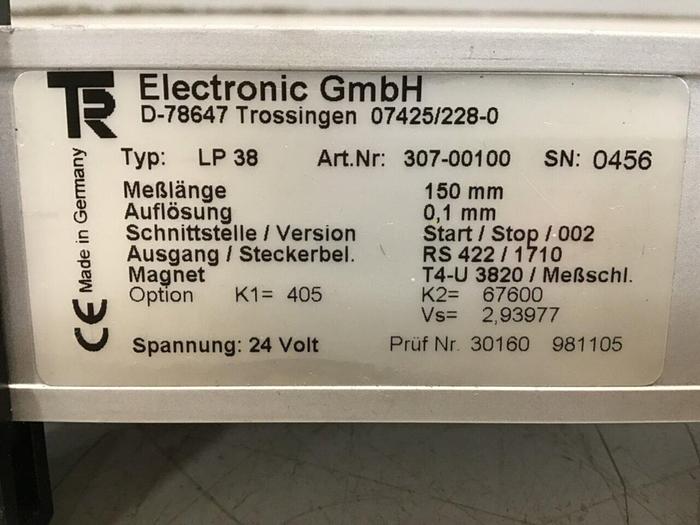 TR Electronic GmbH
D-78647 Trossingen 07425/228-0
Made in Germany
CE
Typ: LP 38 Art.Nr: 307-00100 SN: 0456
Meßlänge 150 mm
Auflösung 0,1 mm
Schnittstelle / Version Start / Stop / 002
Ausgang / Steckerbel. RS 422 / 1710
Magnet T4-U 3820 / Meßschl.
Option K1= 405 K2= 67600
Vs= 2,93977
Spannung: 24 Volt Prüf Nr. 30160 981105